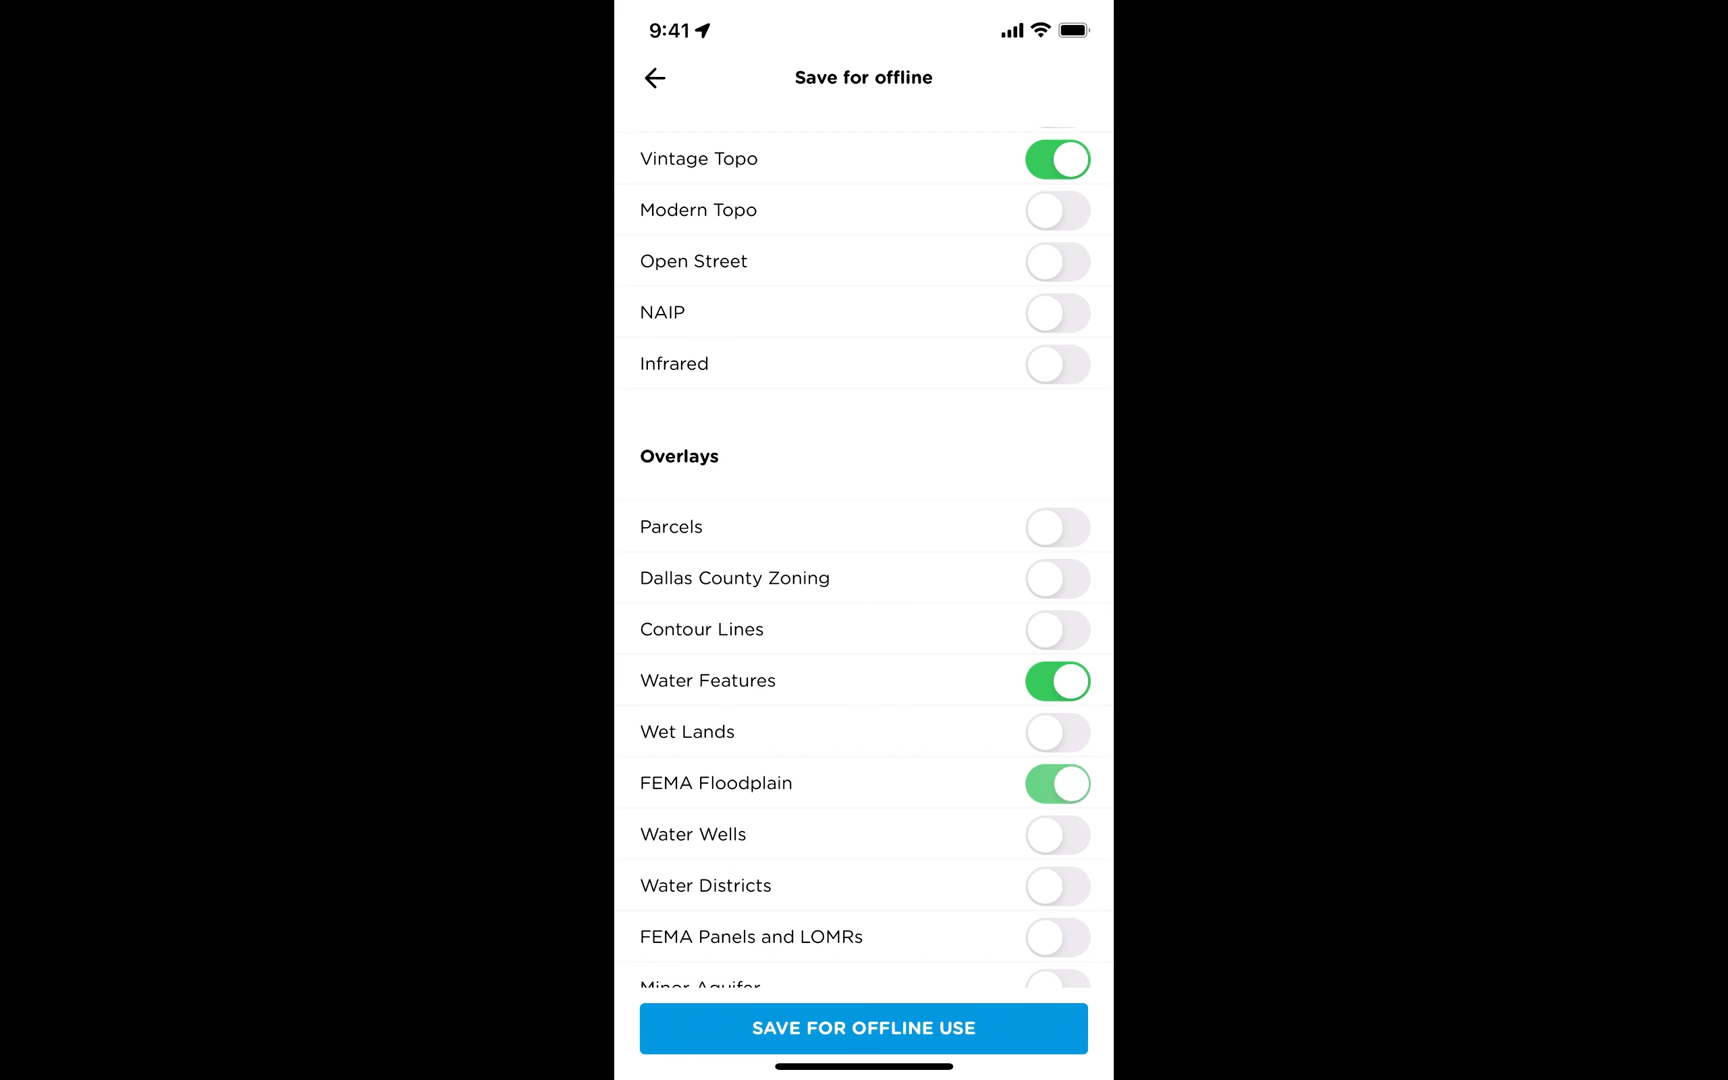 9:41
Save for offline
Vintage Topo
Modern Topo
Open Street
NAIP
Infrared
Overlays
Parcels
Dallas County Zoning
Contour Lines
Water Features
Wet Lands
FEMA Floodplain
Water Wells
Water Districts
FEMA Panels and LOMRs
Minor Aquifer
SAVE FOR OFFLINE USE